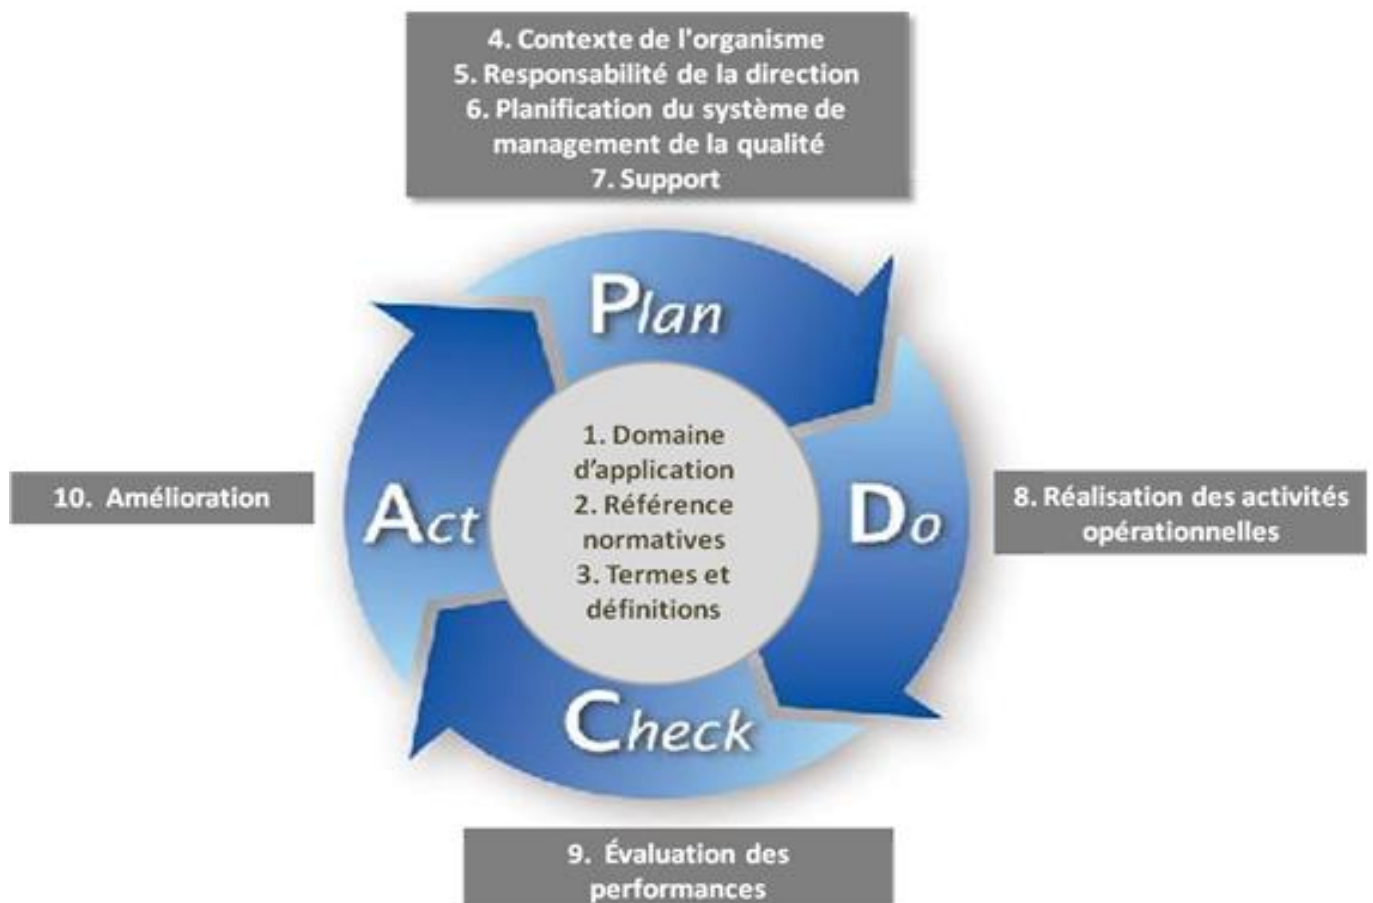 4. Contexte de l'organisme
5. Responsabilité de la direction
6. Planification du système de
management de la qualité
7. Support
Plan
1. Domaine
d'application
2. Référence
normatives
3. Termes et
définitions
10. Amélioration
Act
Do
8. Réalisation des activités
opérationnelles
Check
9. Évaluation des
performances